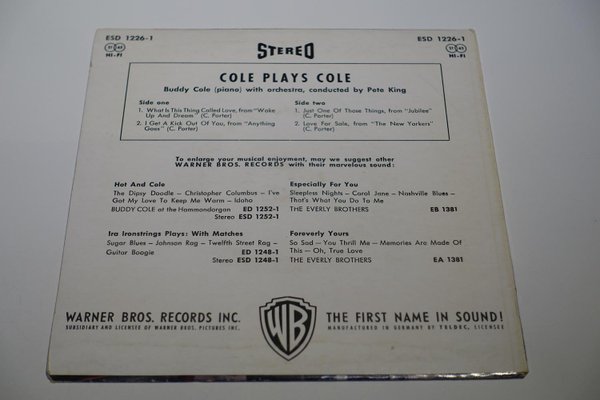 ESD 1226-1
ESD 1226-1
HI-FI
STEREO
HI-FI
COLE PLAYS COLE
Buddy Cole (piano) with orchestra, conducted by Pete King
Side one
1. What Is This Thing Called Love, from "Wake
Up And Dream" (C. Porter)
2. I Get A Kick Out Of You, from "Anything
Goes" (C. Porter)
Side two
1. Just One Of Those Things, from "Jubilee"
(C. Porter)
2. Love For Sale, from "The New Yorkers"
(C. Porter)
To enlarge your musical enjoyment, may we suggest other
WARNER BROS. RECORDS with their marvelous sound:
Hot And Cole
The Dipsy Doodle – Christopher Columbus – I've
Got My Love To Keep Me Warm – Idaho
BUDDY COLE at the Hammondorgan ED 1252-1
Stereo ESD 1252-1
Especially For You
Sleepless Nights – Carol Jane – Nashville Blues –
That's What You Do To Me
THE EVERLY BROTHERS EB 1381
Ira Ironstrings Plays: With Matches
Sugar Blues – Johnson Rag – Twelfth Street Rag –
Guitar Boogie ED 1248-1
Stereo ESD 1248-1
Foreverly Yours
So Sad – You Thrill Me – Memories Are Made Of
This – Oh, True Love
THE EVERLY BROTHERS EA 1381
WARNER BROS. RECORDS INC.
SUBSIDIARY AND LICENSEE OF WARNER BROS. PICTURES INC.
WB
THE FIRST NAME IN SOUND!
MANUFACTURED IN GERMANY BY TELDEC, LICENSEE